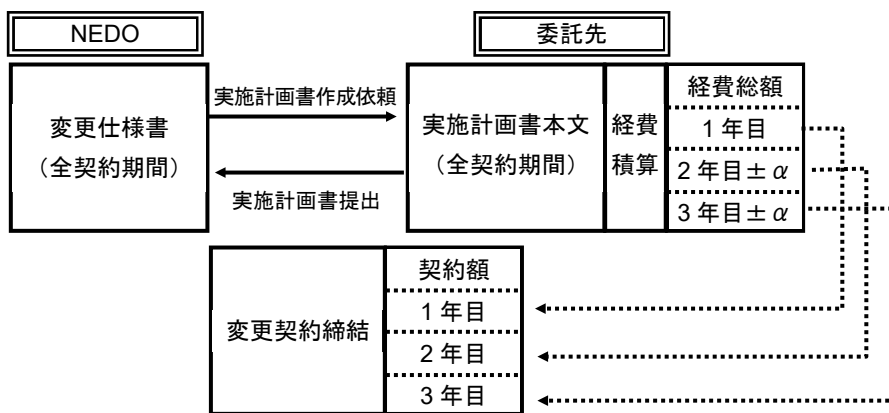 NEDO
委託先
変更仕様書
（全契約期間）
実施計画書作成依頼
実施計画書提出
実施計画書本文
（全契約期間）
経費
積算
経費総額
1 年目
2 年目± α
3 年目± α
変更契約締結
契約額
1 年目
2 年目
3 年目